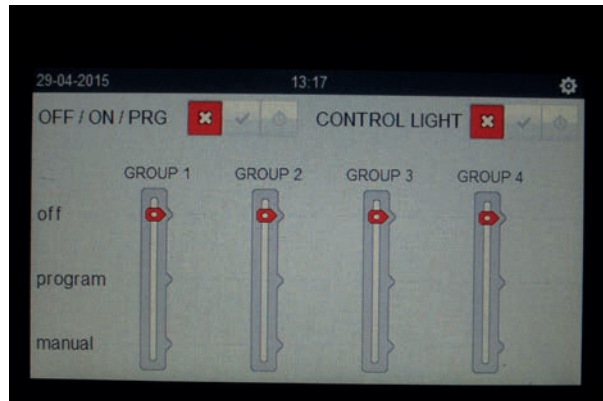 29-04-2015 13:17
OFF / ON / PRG CONTROL LIGHT
GROUP 1 GROUP 2 GROUP 3 GROUP 4
off
program
manual